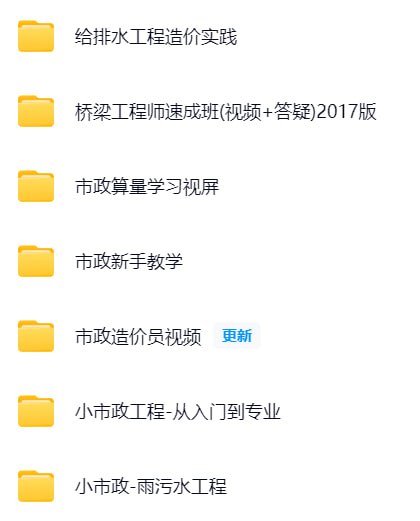 给排水工程造价实践
桥梁工程师速成班(视频+答疑)2017版
市政算量学习视屏
市政新手教学
市政造价员视频 更新
小市政工程-从入门到专业
小市政-雨污水工程